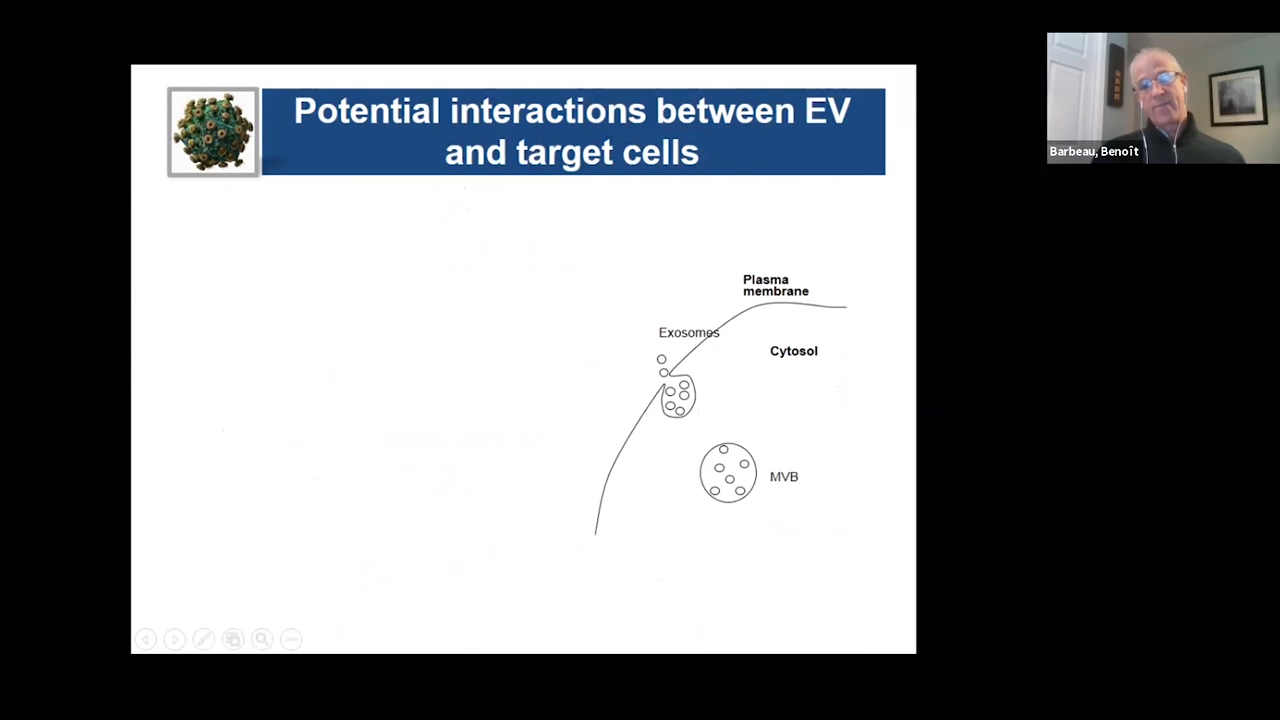 Potential interactions between EV
and target cells
Barbeau, Benoît
Plasma
membrane
Exosomes
Cytosol
MVB